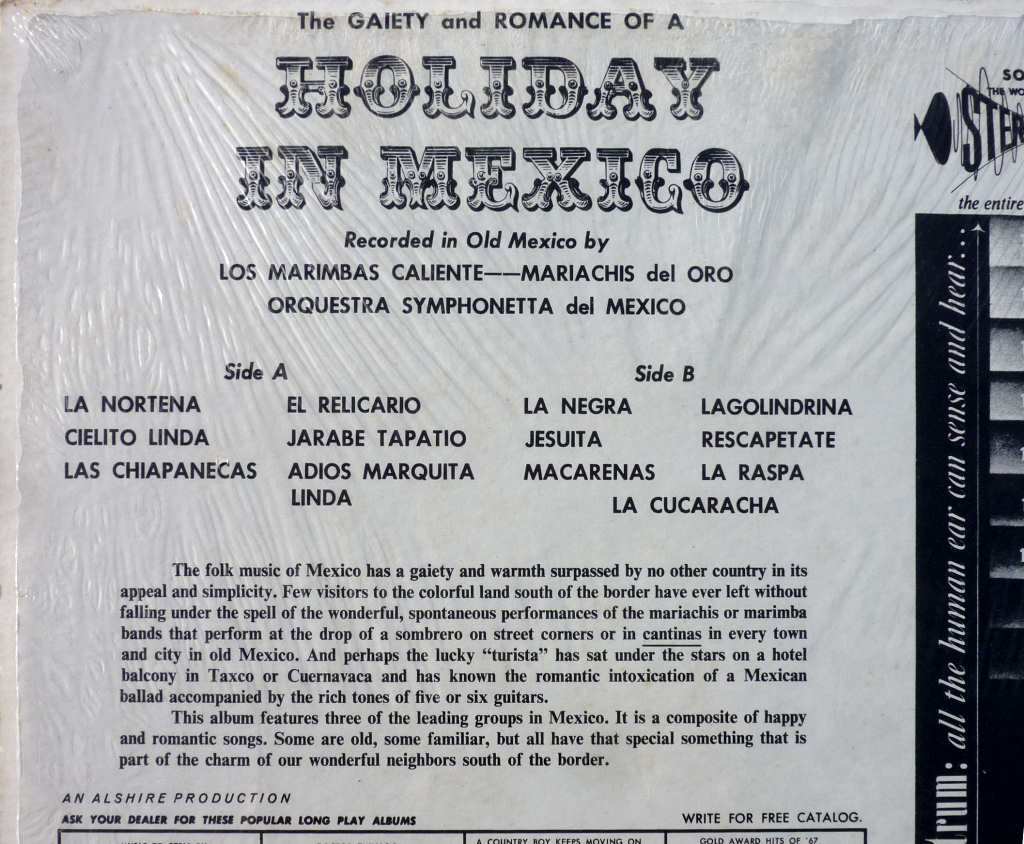 The GAIETY and ROMANCE OF A
HOLIDAY
IN MEXICO
Recorded in Old Mexico by
LOS MARIMBAS CALIENTE——MARIACHIS del ORO
ORQUESTRA SYMPHONETTA del MEXICO
Side A
LA NORTENA EL RELICARIO
CIELITO LINDA JARABE TAPATIO
LAS CHIAPANECAS ADIOS MARQUITA
LINDA
Side B
LA NEGRA LAGOLINDRINA
JESUITA RESCAPETATE
MACARENAS LA RASPA
LA CUCARACHA
The folk music of Mexico has a gaiety and warmth surpassed by no other country in its
appeal and simplicity. Few visitors to the colorful land south of the border have ever left without
falling under the spell of the wonderful, spontaneous performances of the mariachis or marimba
bands that perform at the drop of a sombrero on street corners or in cantinas in every town
and city in old Mexico. And perhaps the lucky “turista” has sat under the stars on a hotel
balcony in Taxco or Cuernavaca and has known the romantic intoxication of a Mexican
ballad accompanied by the rich tones of five or six guitars.
This album features three of the leading groups in Mexico. It is a composite of happy
and romantic songs. Some are old, some familiar, but all have that special something that is
part of the charm of our wonderful neighbors south of the border.
AN ALSHIRE PRODUCTION
ASK YOUR DEALER FOR THESE POPULAR LONG PLAY ALBUMS
WRITE FOR FREE CATALOG.
A COUNTRY BOY KEEPS MOVING ON
GOLD AWARD HITS OF '67
SO
THE WO
STER
the entire
trum: all the human ear can sense and hear...